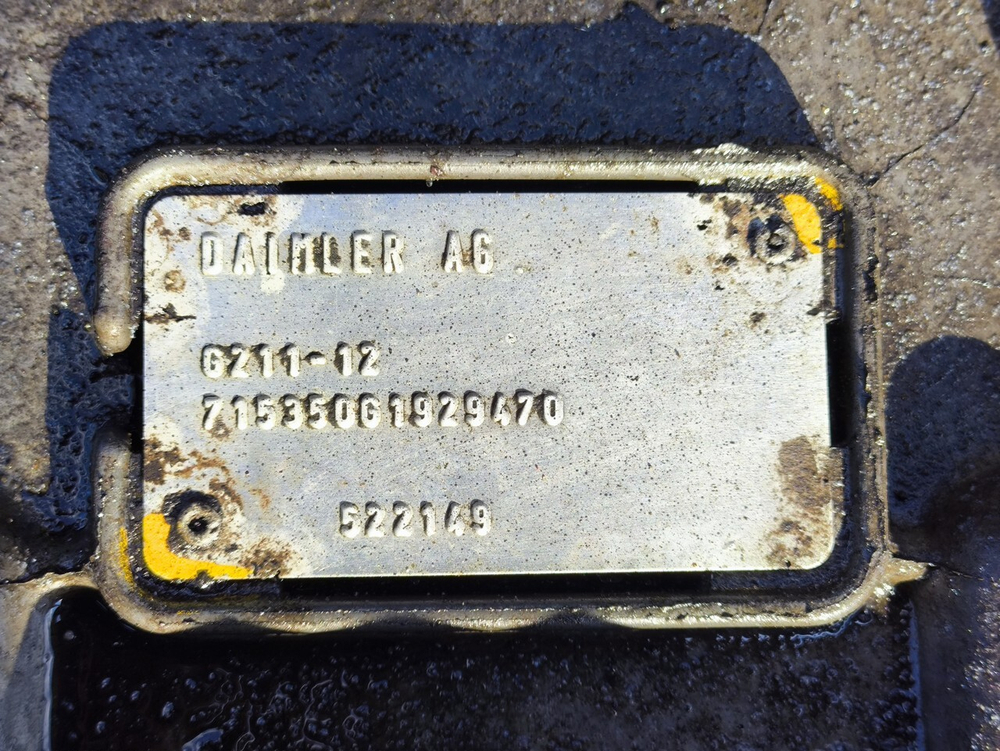 DAIMLER AG
G211-12
715350G1929470
522149